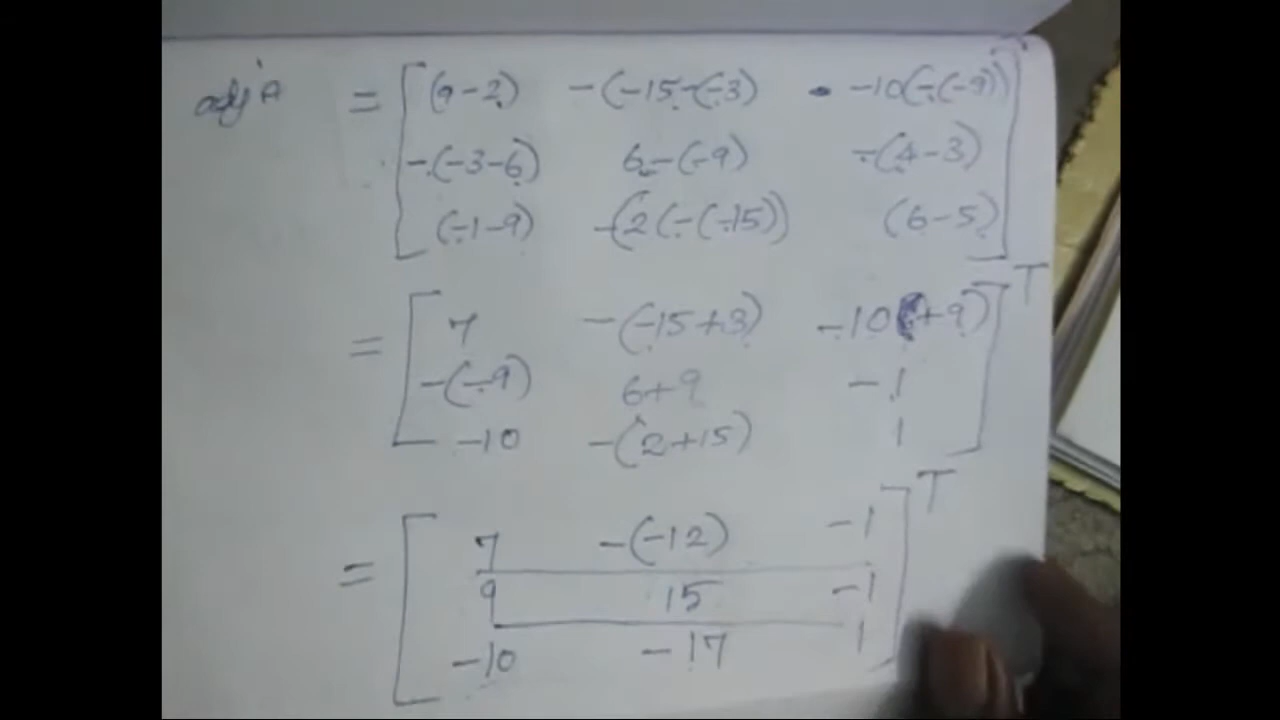 adj A = [ (9-2) -(-15-(-3) -10(-(-9))
-(-3-6) 6-(-9) -(4-3)
(-1-9) -(2(-(-15)) (6-5) ]
= [ 7 -(-15+3) -10(+9) ]T
-(-9) 6+9 -1
-10 -(2+15) 1
= [ 7 -(-12) -1 ]T
9 15 -1
-10 -17 1